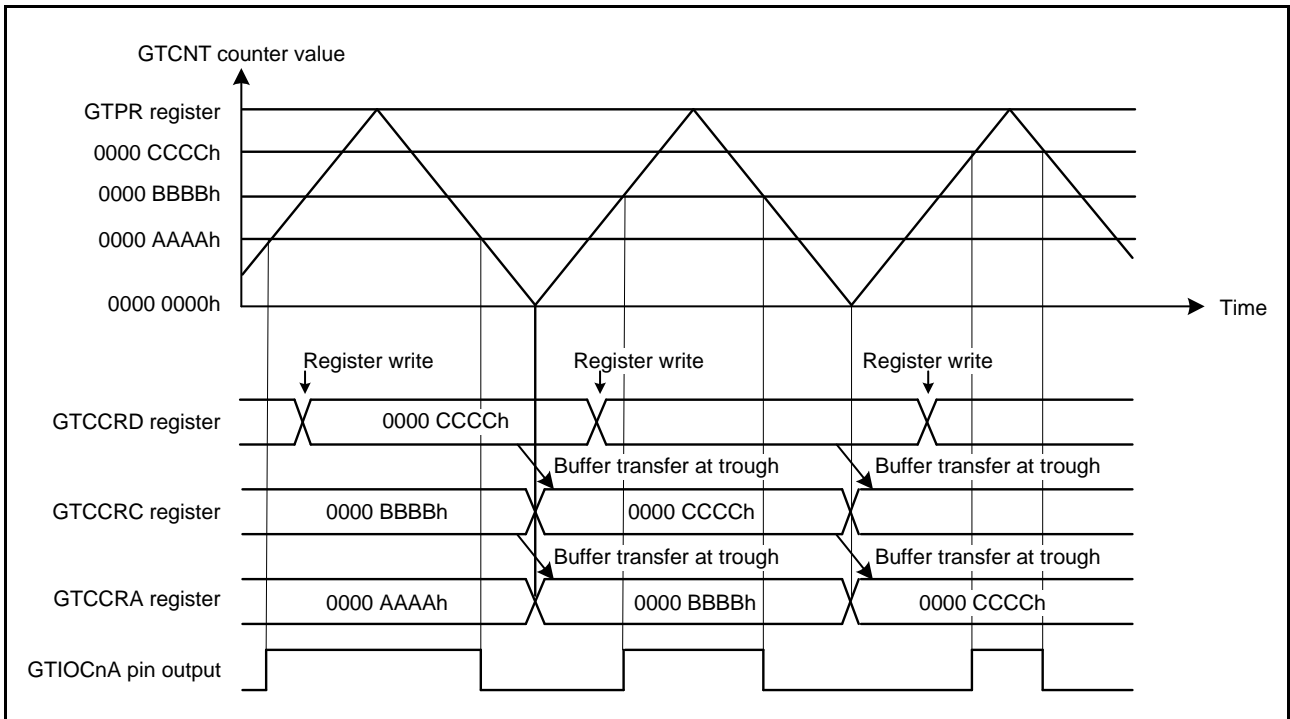 GTCNT counter value
GTPR register
0000 CCCCh
0000 BBBBh
0000 AAAAh
0000 0000h
Time
Register write
Register write
Register write
GTCCRD register
0000 CCCCh
Buffer transfer at trough
Buffer transfer at trough
GTCCRC register
0000 BBBBh
0000 CCCCh
Buffer transfer at trough
Buffer transfer at trough
GTCCRA register
0000 AAAAh
0000 BBBBh
0000 CCCCh
GTIOCnA pin output